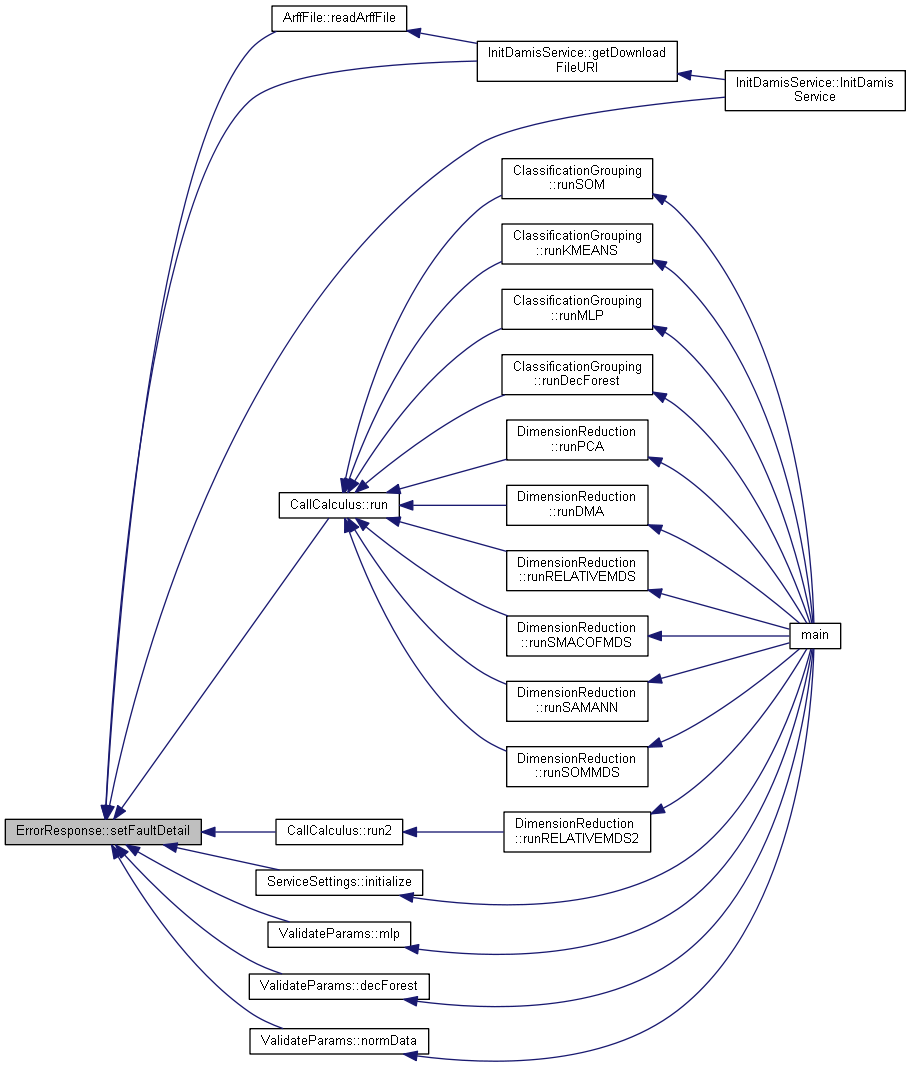 ArffFile::readArffFile
InitDamisService::getDownload
FileURI
InitDamisService::InitDamis
Service
ClassificationGrouping
::runSOM
ClassificationGrouping
::runKMEANS
ClassificationGrouping
::runMLP
ClassificationGrouping
::runDecForest
DimensionReduction
::runPCA
CallCalculus::run
DimensionReduction
::runDMA
DimensionReduction
::runRELATIVEMDS
DimensionReduction
::runSMACOFMDS
main
DimensionReduction
::runSAMANN
DimensionReduction
::runSOMMDS
ErrorResponse::setFaultDetail
CallCalculus::run2
DimensionReduction
::runRELATIVEMDS2
ServiceSettings::initialize
ValidateParams::mlp
ValidateParams::decForest
ValidateParams::normData